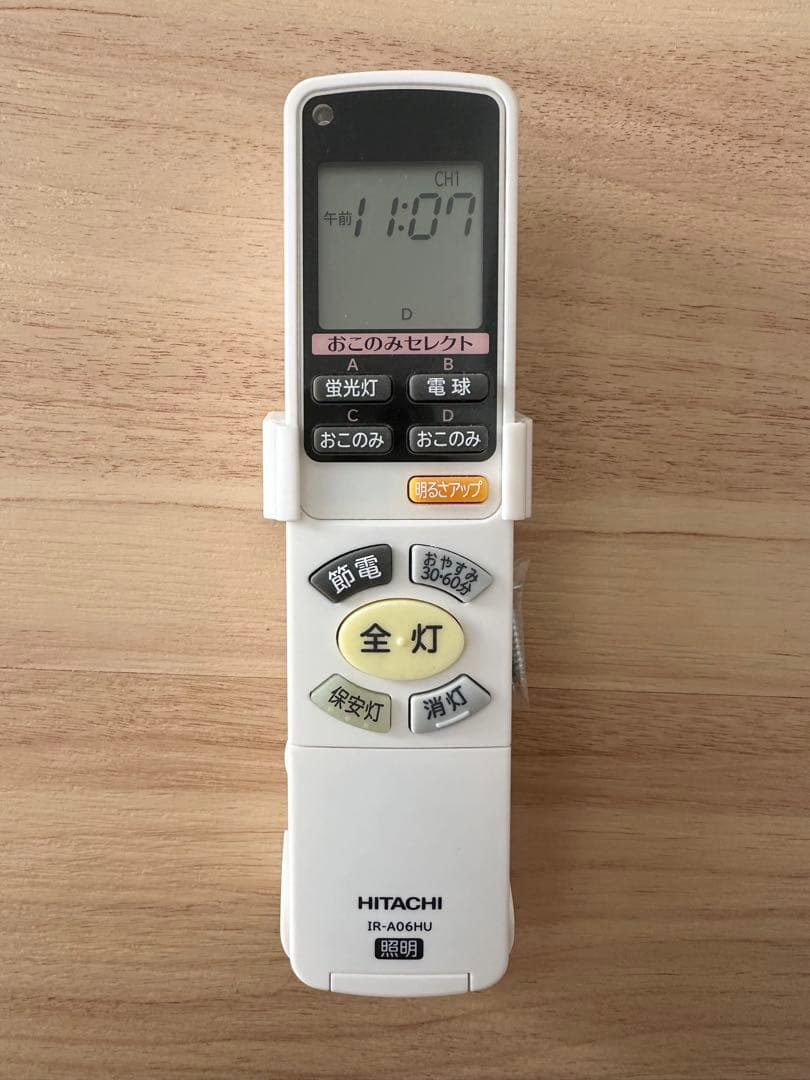 CH1
午前 11:07
D
おこのみセレクト
A B
蛍光灯 電球
C D
おこのみ おこのみ
明るさアップ
節電 おやすみ
30・60分
全灯
保安灯 消灯
HITACHI
IR-A06HU
照明